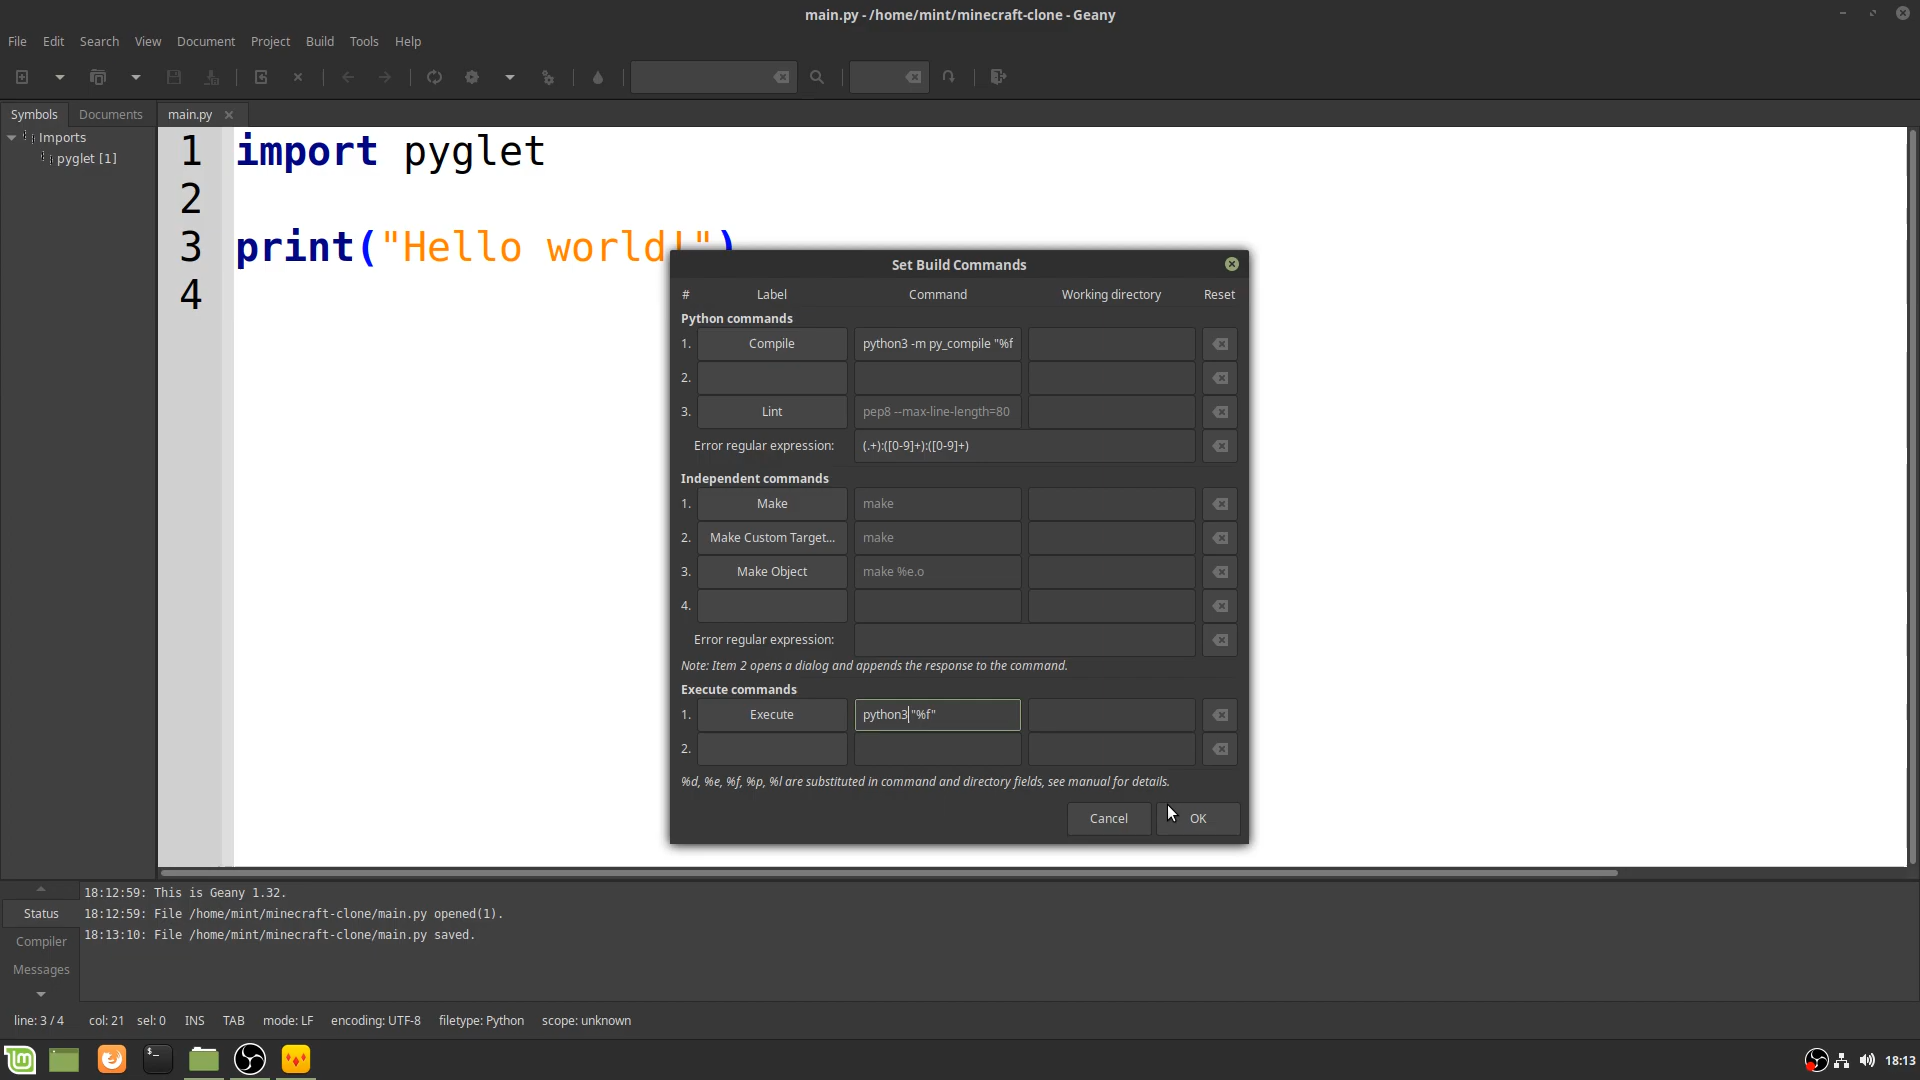 main.py - /home/mint/minecraft-clone - Geany
File Edit Search View Document Project Build Tools Help
Symbols Documents main.py
Imports
pyglet [1]
1 import pyglet
2
3 print("Hello world!")
4
Set Build Commands
# Label Command Working directory Reset
Python commands
1. Compile python3 -m py_compile "%f
2.
3. Lint pep8 --max-line-length=80
Error regular expression: (.+):([0-9]+):([0-9]+)
Independent commands
1. Make make
2. Make Custom Target... make
3. Make Object make %e.o
4.
Error regular expression:
Note: Item 2 opens a dialog and appends the response to the command.
Execute commands
1. Execute python3 "%f"
2.
%d, %e, %f, %p, %l are substituted in command and directory fields, see manual for details.
Cancel OK
Status
Compiler
Messages
18:12:59: This is Geany 1.32.
18:12:59: File /home/mint/minecraft-clone/main.py opened(1).
18:13:10: File /home/mint/minecraft-clone/main.py saved.
line: 3 / 4 col: 21 sel: 0 INS TAB mode: LF encoding: UTF-8 filetype: Python scope: unknown
18:13